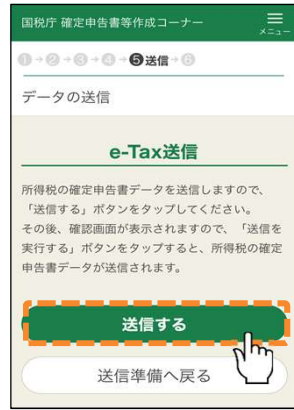 国税庁 確定申告書等作成コーナー
メニュー
❶→❷→❸→❹→❺送信→❻
データの送信
e-Tax送信
所得税の確定申告書データを送信しますので、
「送信する」ボタンをタップしてください。
その後、確認画面が表示されますので、「送信を
実行する」ボタンをタップすると、所得税の確定
申告書データが送信されます。
送信する
送信準備へ戻る